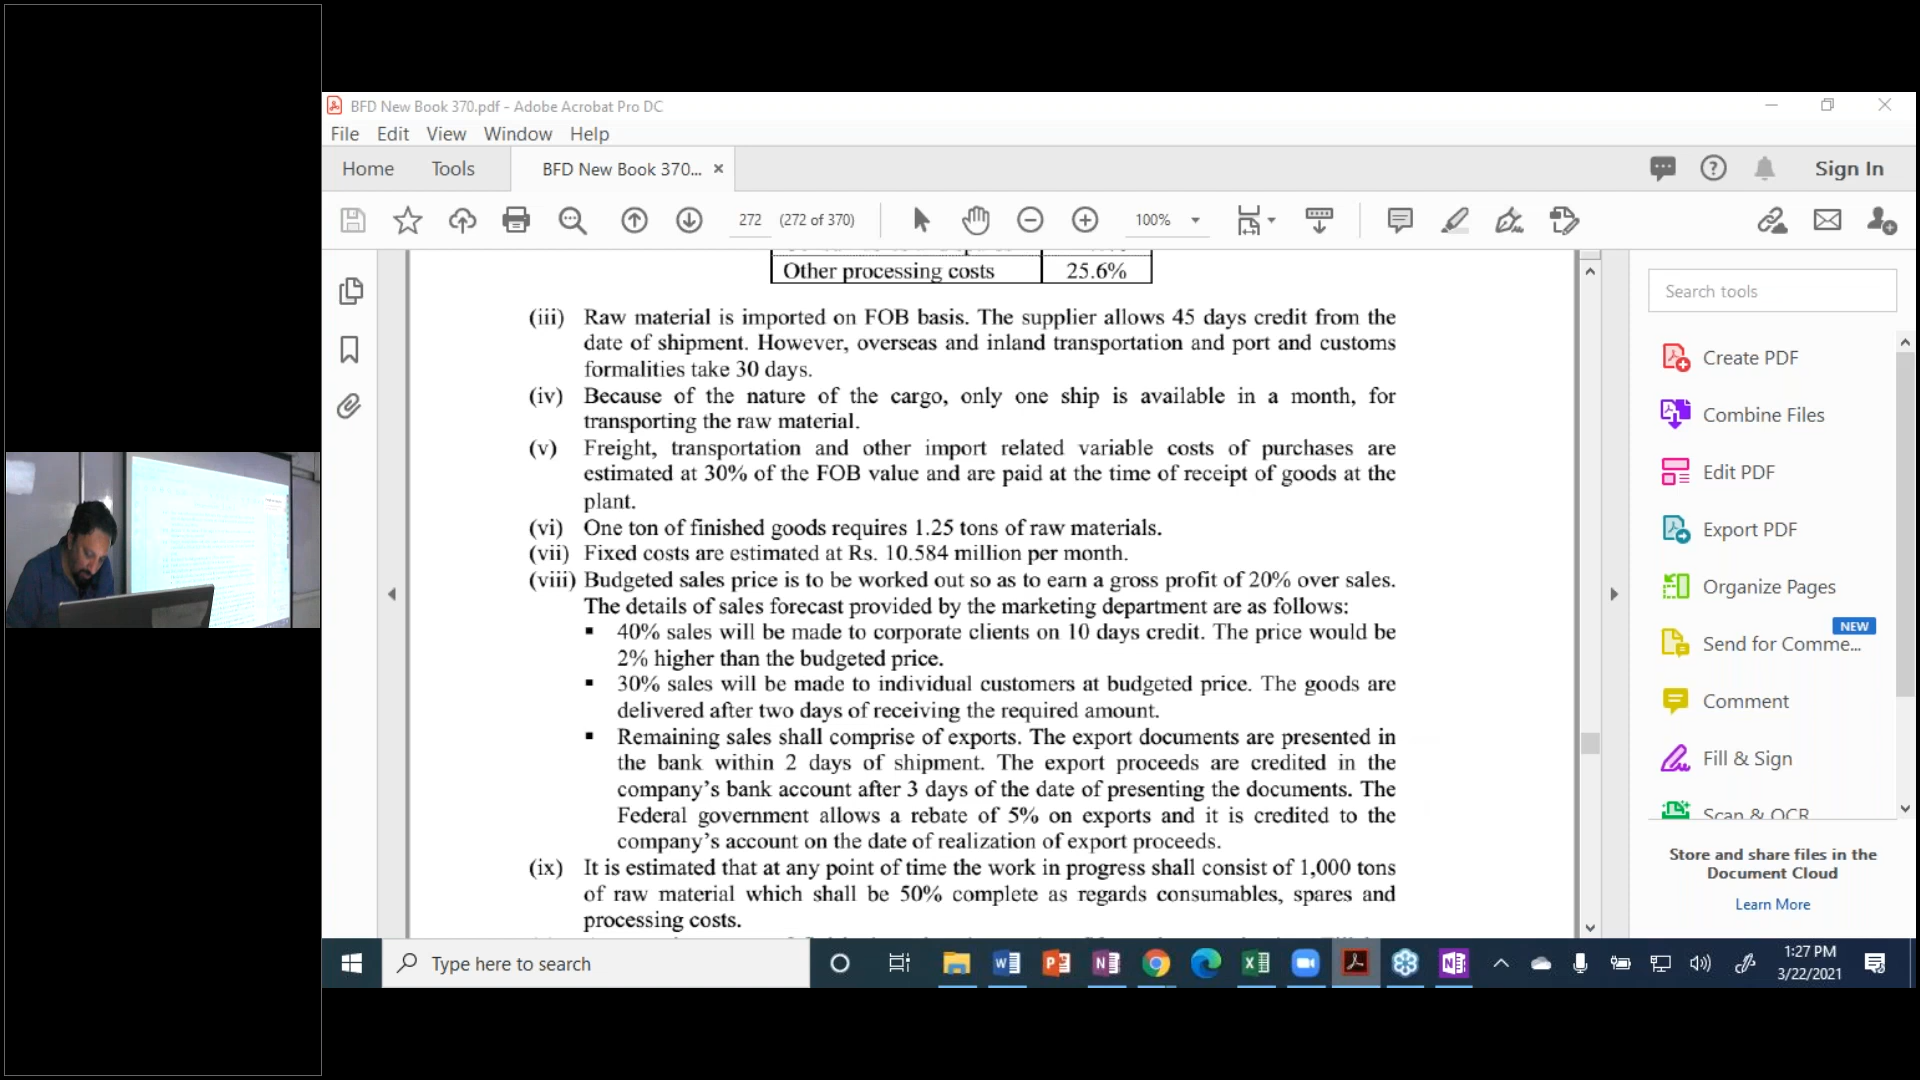 BFD New Book 370.pdf - Adobe Acrobat Pro DC
File Edit View Window Help
Home Tools BFD New Book 370... × Sign In
272 (272 of 370) 100%
Other processing costs 25.6%
(iii) Raw material is imported on FOB basis. The supplier allows 45 days credit from the
date of shipment. However, overseas and inland transportation and port and customs
formalities take 30 days.
(iv) Because of the nature of the cargo, only one ship is available in a month, for
transporting the raw material.
(v) Freight, transportation and other import related variable costs of purchases are
estimated at 30% of the FOB value and are paid at the time of receipt of goods at the
plant.
(vi) One ton of finished goods requires 1.25 tons of raw materials.
(vii) Fixed costs are estimated at Rs. 10.584 million per month.
(viii) Budgeted sales price is to be worked out so as to earn a gross profit of 20% over sales.
The details of sales forecast provided by the marketing department are as follows:
▪ 40% sales will be made to corporate clients on 10 days credit. The price would be
2% higher than the budgeted price.
▪ 30% sales will be made to individual customers at budgeted price. The goods are
delivered after two days of receiving the required amount.
▪ Remaining sales shall comprise of exports. The export documents are presented in
the bank within 2 days of shipment. The export proceeds are credited in the
company's bank account after 3 days of the date of presenting the documents. The
Federal government allows a rebate of 5% on exports and it is credited to the
company's account on the date of realization of export proceeds.
(ix) It is estimated that at any point of time the work in progress shall consist of 1,000 tons
of raw material which shall be 50% complete as regards consumables, spares and
processing costs.
Search tools
Create PDF
Combine Files
Edit PDF
Export PDF
Organize Pages
NEW
Send for Comme...
Comment
Fill & Sign
Scan & OCR
Store and share files in the
Document Cloud
Learn More
Type here to search
1:27 PM
3/22/2021